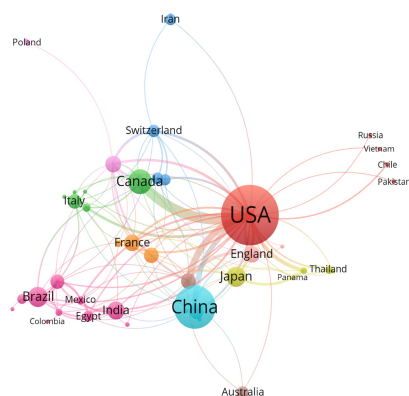 Iran
Poland
Switzerland
Russia
Vietnam
Chile
Pakistan
Canada
Italy
USA
France
England
Thailand
Japan
Panama
Brazil
Mexico
China
India
Egypt
Colombia
Australia